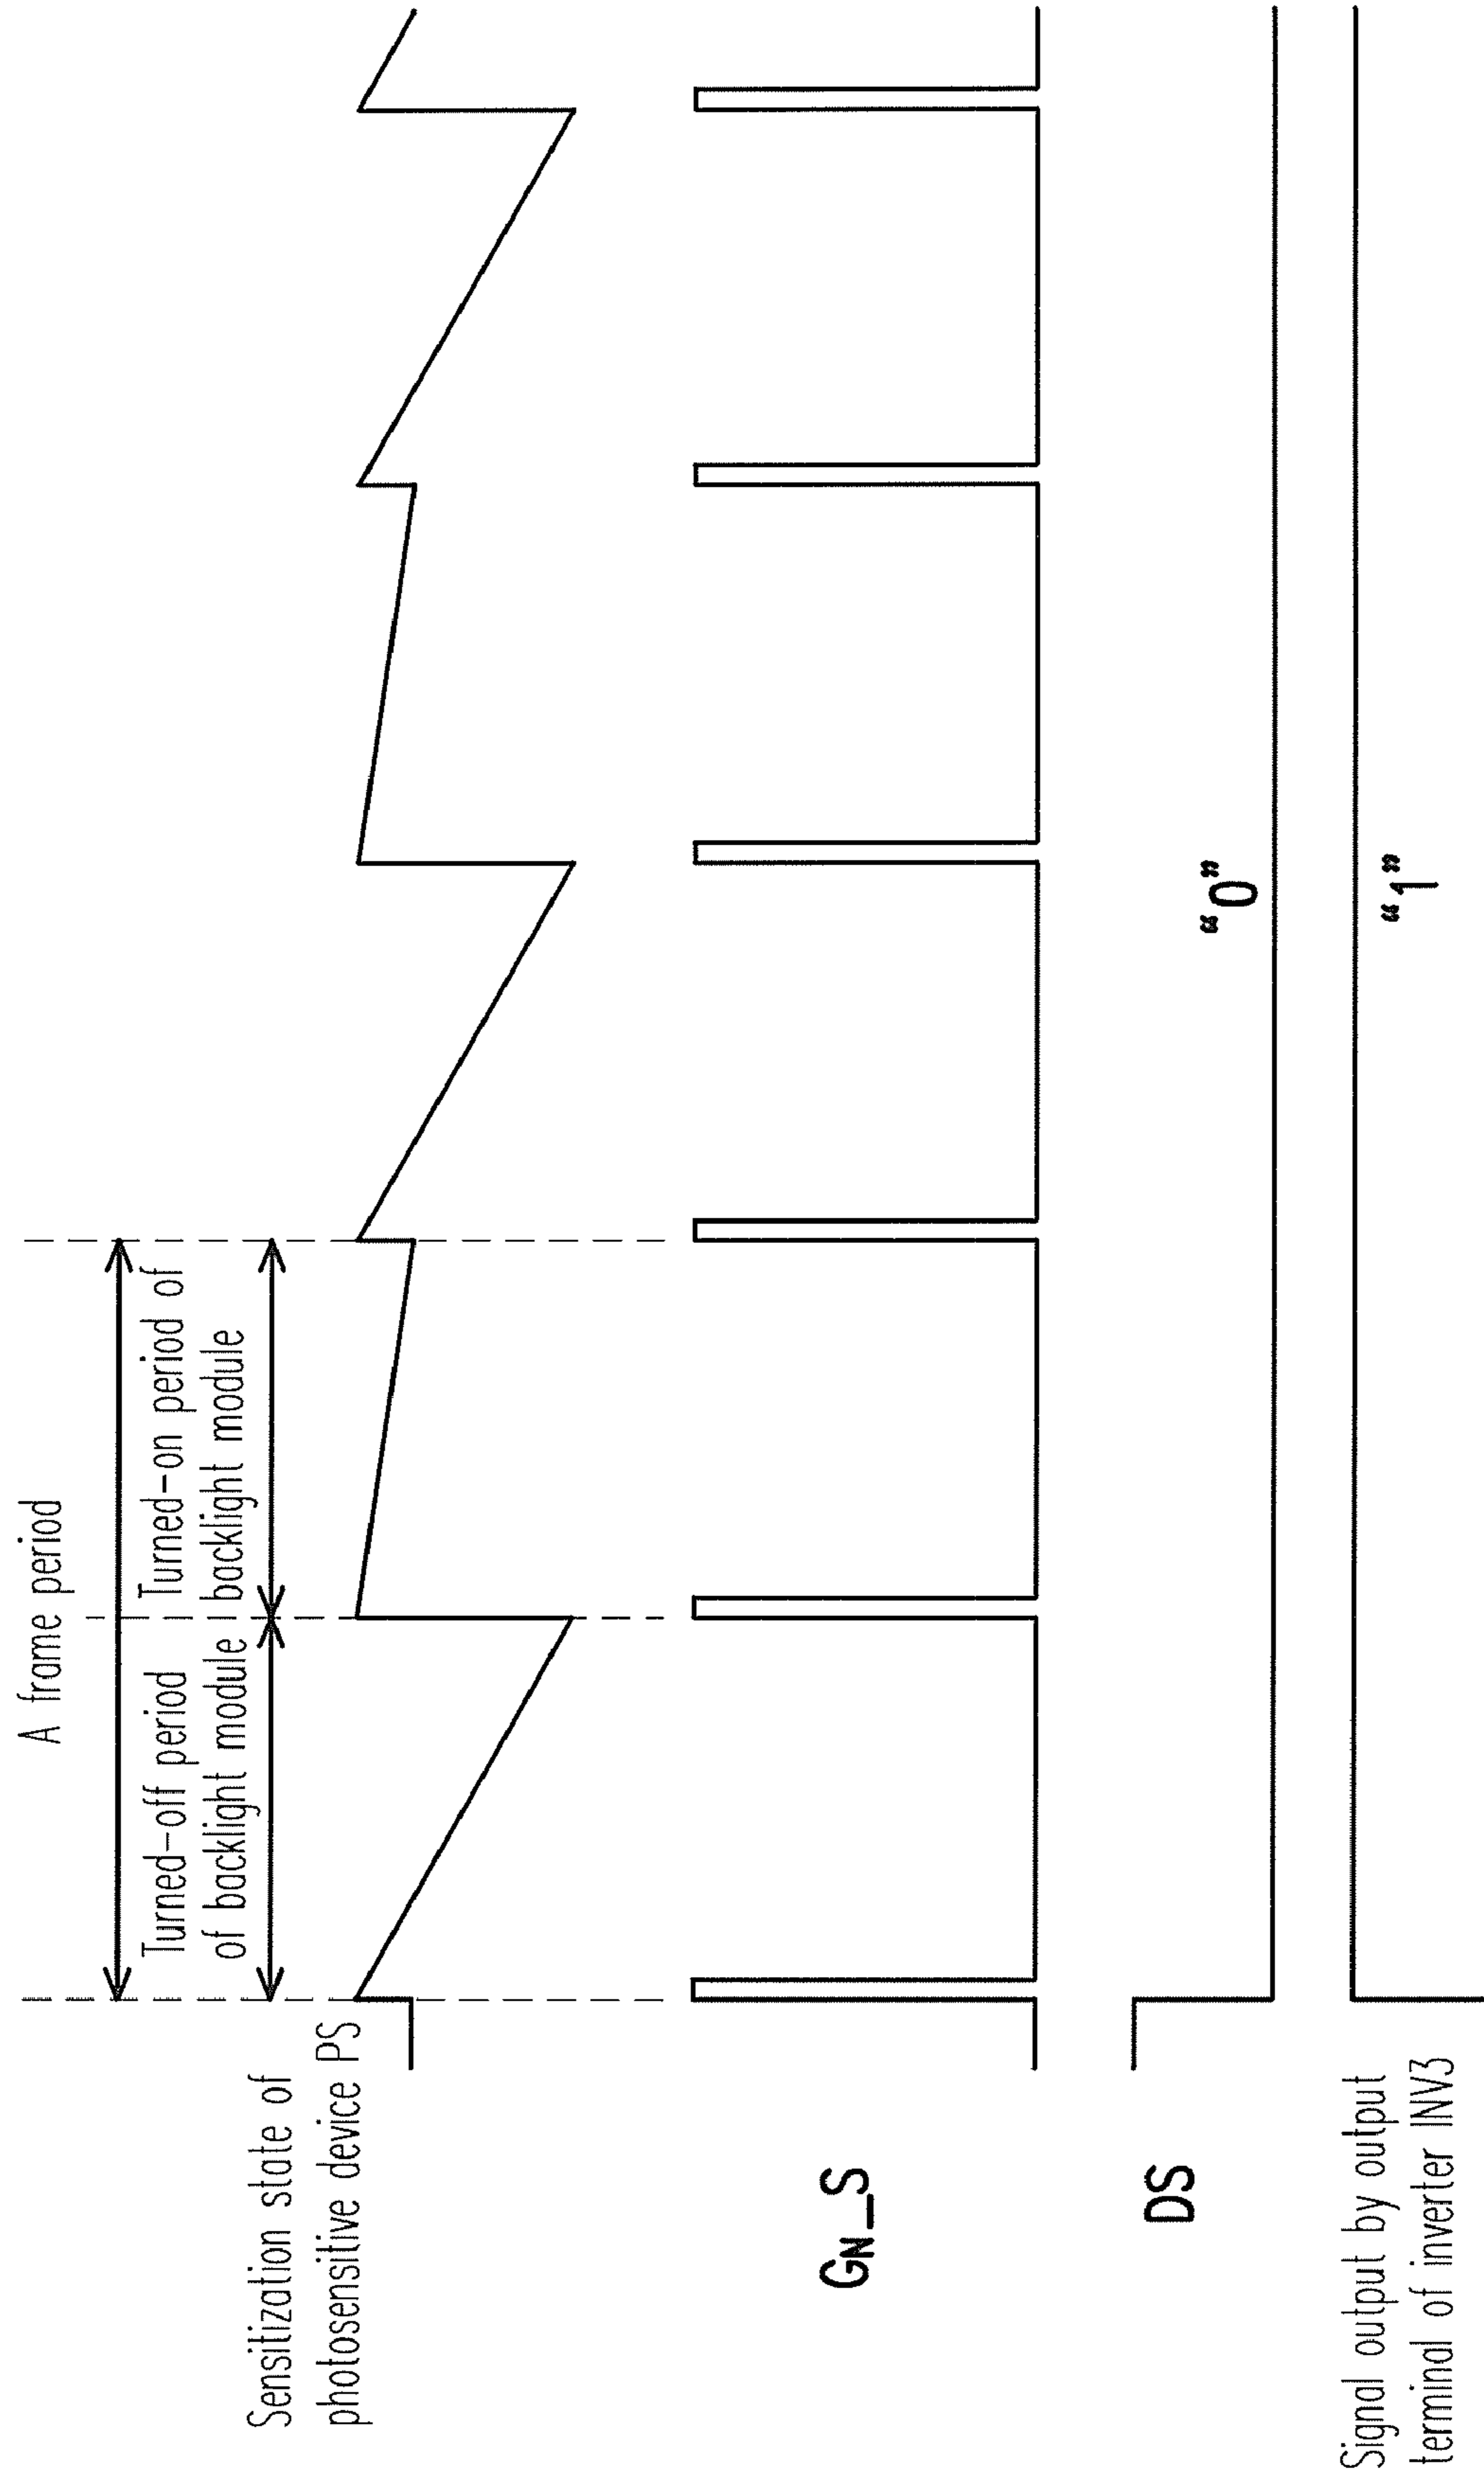 A frame period
Turned-off period
of backlight module
Turned-on period of
backlight module
Sensitization state of
photosensitive device PS
GN_S
DS
"0"
Signal output by output
terminal of inverter INV3
"1"